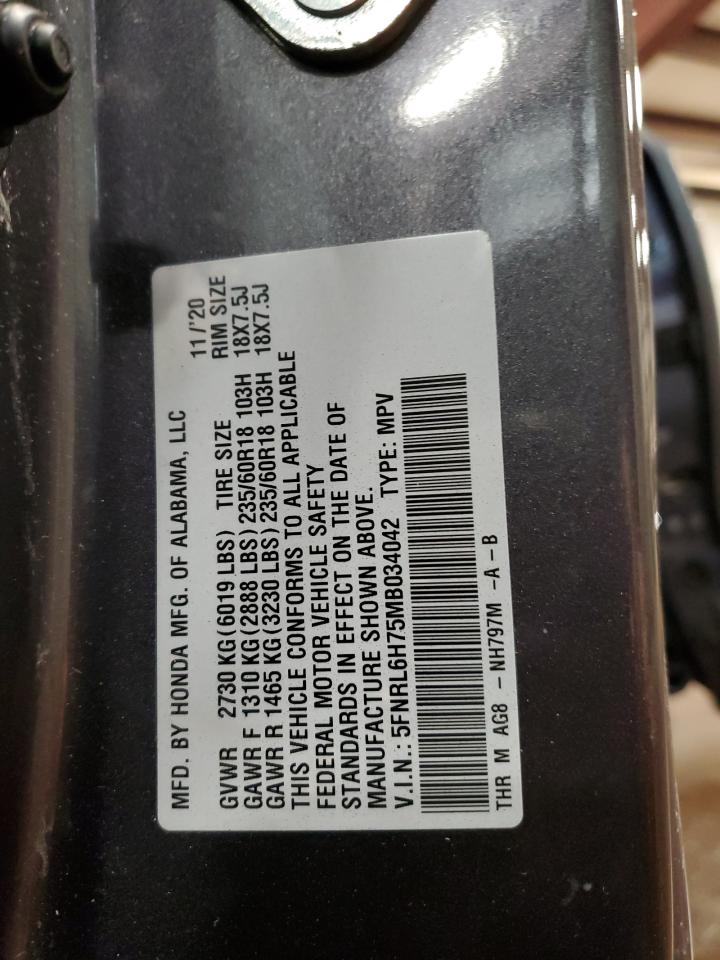 MFD. BY HONDA MFG. OF ALABAMA, LLC 11/'20
GVWR 2730 KG(6019 LBS) TIRE SIZE RIM SIZE
GAWR F 1310 KG(2888 LBS)235/60R18 103H 18X7.5J
GAWR R 1465 KG(3230 LBS)235/60R18 103H 18X7.5J
THIS VEHICLE CONFORMS TO ALL APPLICABLE
FEDERAL MOTOR VEHICLE SAFETY
STANDARDS IN EFFECT ON THE DATE OF
MANUFACTURE SHOWN ABOVE.
V.I.N.: 5FNRL6H75MB034042 TYPE: MPV
THR M AG8 - NH797M -A-B